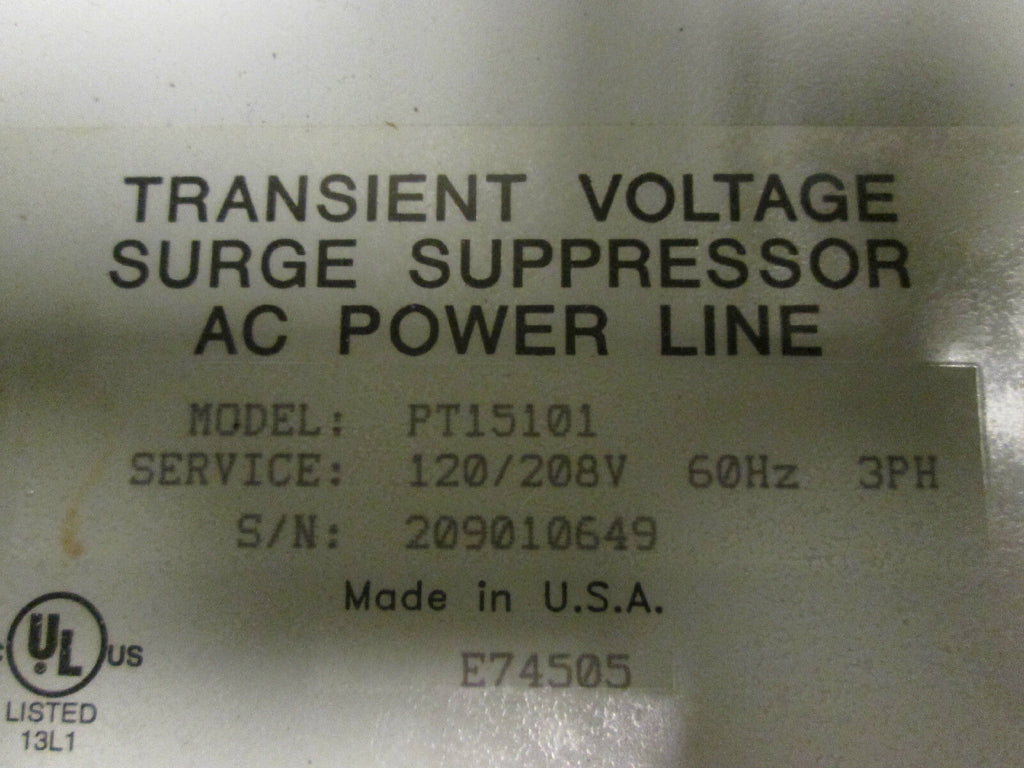 TRANSIENT VOLTAGE
SURGE SUPPRESSOR
AC POWER LINE
MODEL: PT15101
SERVICE: 120/208V 60Hz 3PH
S/N: 209010649
Made in U.S.A.
E74505
c UL US
LISTED
13L1